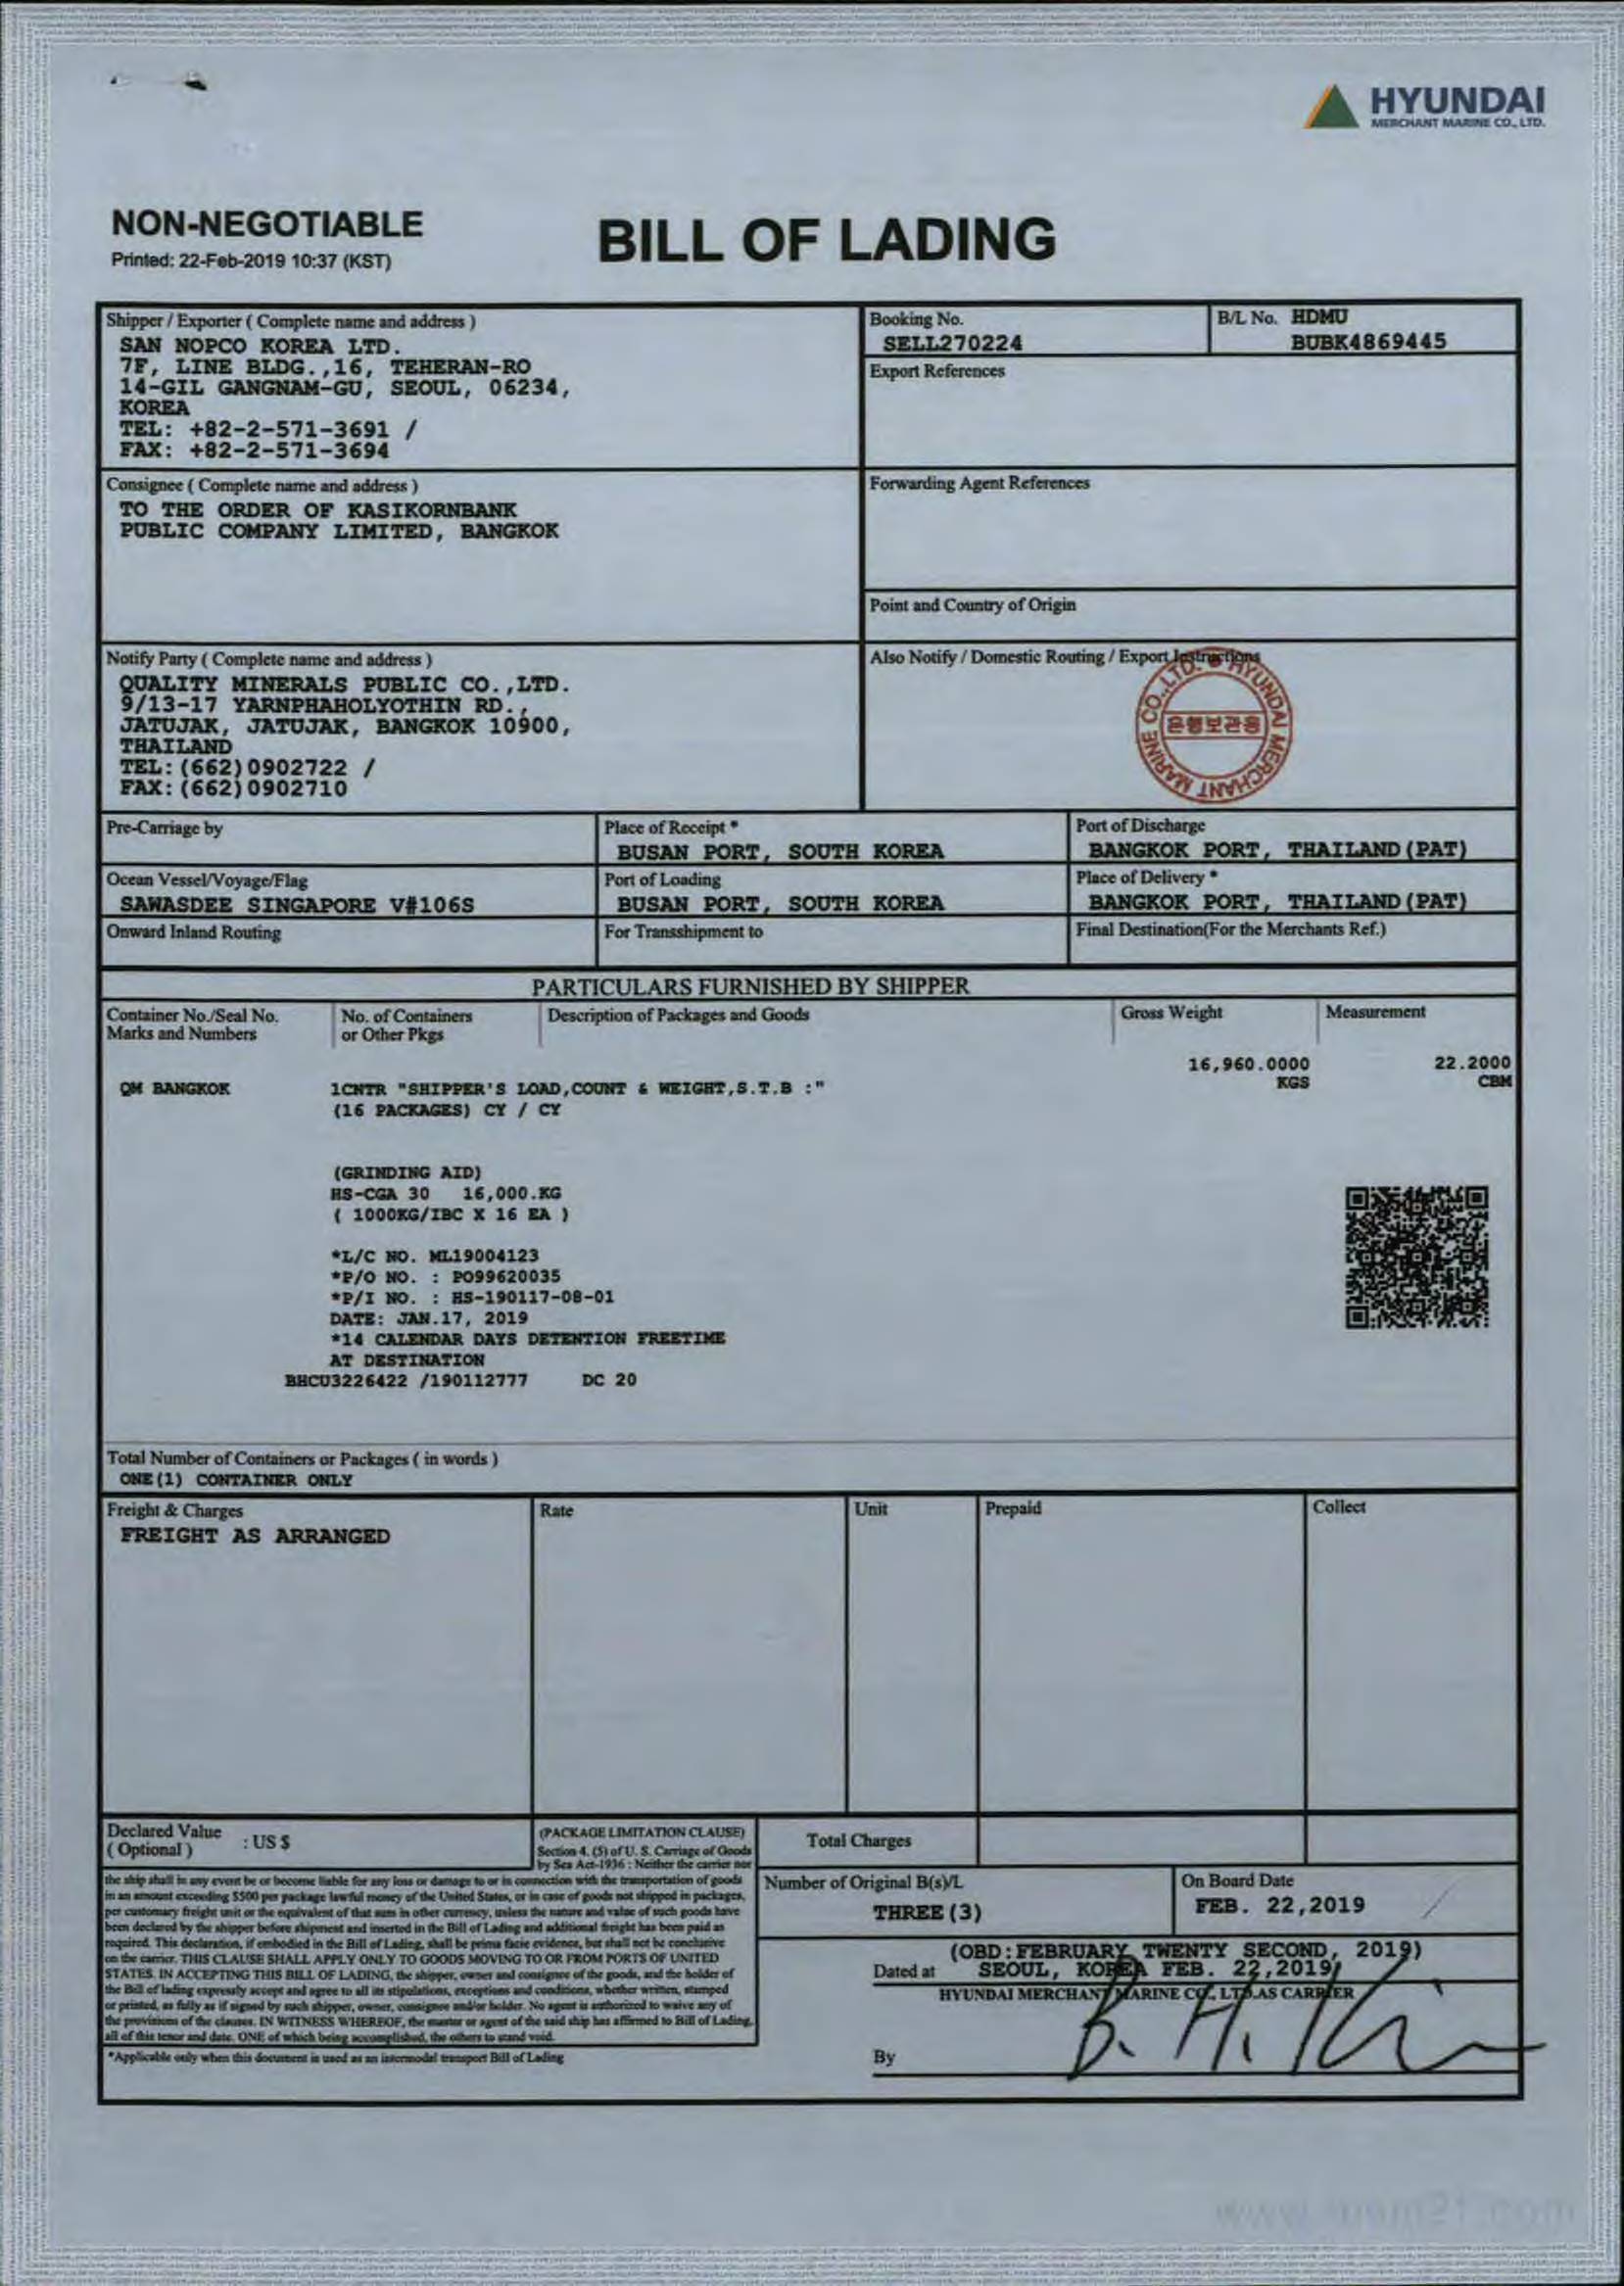 HYUNDAI
MERCHANT MARINE CO., LTD.
NON-NEGOTIABLE
BILL OF LADING
Printed: 22-Feb-2019 10:37 (KST)
Shipper / Exporter ( Complete name and address )
SAN NOPCO KOREA LTD.
7F, LINE BLDG.,16, TEHERAN-RO
14-GIL GANGNAM-GU, SEOUL, 06234,
KOREA
TEL: +82-2-571-3691 /
FAX: +82-2-571-3694
Booking No.
SELL270224
B/L No. HDMU
BUBK4869445
Export References
Consignee ( Complete name and address )
TO THE ORDER OF KASIKORNBANK
PUBLIC COMPANY LIMITED, BANGKOK
Forwarding Agent References
Point and Country of Origin
Notify Party ( Complete name and address )
QUALITY MINERALS PUBLIC CO.,LTD.
9/13-17 YARNPHAHOLYOTHIN RD.,
JATUJAK, JATUJAK, BANGKOK 10900,
THAILAND
TEL:(662)0902722 /
FAX:(662)0902710
Also Notify / Domestic Routing / Export Instructions
HYUNDAI MERCHANT MARINE CO.,LTD.
은행보관용
Pre-Carriage by
Place of Receipt *
BUSAN PORT, SOUTH KOREA
Port of Discharge
BANGKOK PORT, THAILAND(PAT)
Ocean Vessel/Voyage/Flag
SAWASDEE SINGAPORE V#106S
Port of Loading
BUSAN PORT, SOUTH KOREA
Place of Delivery *
BANGKOK PORT, THAILAND(PAT)
Onward Inland Routing
For Transshipment to
Final Destination(For the Merchants Ref.)
PARTICULARS FURNISHED BY SHIPPER
Container No./Seal No.
Marks and Numbers
No. of Containers
or Other Pkgs
Description of Packages and Goods
Gross Weight
Measurement
16,960.0000
KGS
22.2000
CBM
QM BANGKOK
1CNTR "SHIPPER'S LOAD,COUNT & WEIGHT,S.T.B :"
(16 PACKAGES) CY / CY
(GRINDING AID)
HS-CGA 30 16,000.KG
( 1000KG/IBC X 16 EA )
*L/C NO. ML19004123
*P/O NO. : PO99620035
*P/I NO. : HS-190117-08-01
DATE: JAN.17, 2019
*14 CALENDAR DAYS DETENTION FREETIME
AT DESTINATION
BHCU3226422 /190112777 DC 20
Total Number of Containers or Packages ( in words )
ONE(1) CONTAINER ONLY
Freight & Charges
Rate
Unit
Prepaid
Collect
FREIGHT AS ARRANGED
Declared Value
( Optional )
: US $
(PACKAGE LIMITATION CLAUSE)
Section 4. (5) of U. S. Carriage of Goods
by Sea Act-1936 : Neither the carrier nor
the ship shall in any event be or become liable for any loss or damage to or in connection with the transportation of goods
in an amount exceeding $500 per package lawful money of the United States, or in case of goods not shipped in packages,
per customary freight unit or the equivalent of that sum in other currency, unless the nature and value of such goods have
been declared by the shipper before shipment and inserted in the Bill of Lading and additional freight has been paid as
required. This declaration, if embodied in the Bill of Lading, shall be prima facie evidence, but shall not be conclusive
on the carrier. THIS CLAUSE SHALL APPLY ONLY TO GOODS MOVING TO OR FROM PORTS OF UNITED
STATES. IN ACCEPTING THIS BILL OF LADING, the shipper, owner and consignee of the goods, and the holder of
the Bill of lading expressly accept and agree to all its stipulations, exceptions and conditions, whether written, stamped
or printed, as fully as if signed by such shipper, owner, consignee and/or holder. No agent is authorized to waive any of
the provisions of the clauses. IN WITNESS WHEREOF, the master or agent of the said ship has affirmed to Bill of Lading,
all of this tenor and date. ONE of which being accomplished, the others to stand void.
*Applicable only when this document is used as an intermodal transport Bill of Lading
Total Charges
Number of Original B(s)/L
THREE(3)
On Board Date
FEB. 22,2019
(OBD:FEBRUARY TWENTY SECOND, 2019)
Dated at SEOUL, KOREA FEB. 22,2019
HYUNDAI MERCHANT MARINE CO., LTD.AS CARRIER
By
B. H. Ki